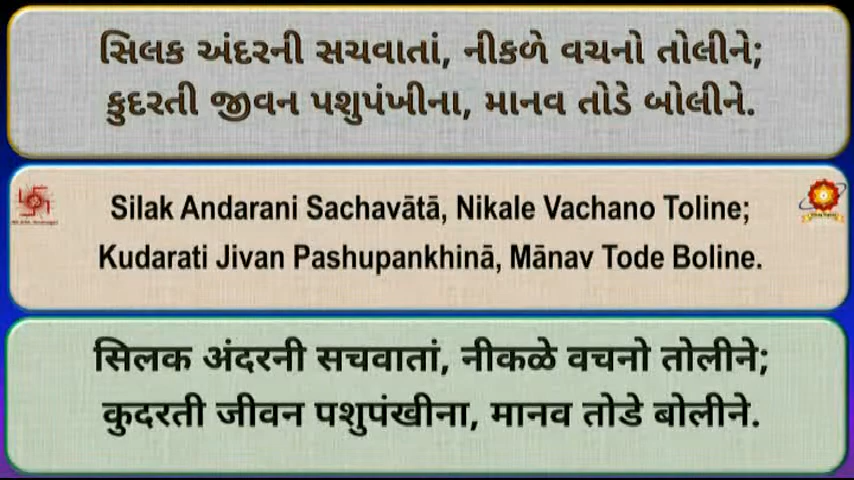 સિલક અંદરની સચવાતાં, નીકળે વચનો તોલીને;
કુદરતી જીવન પશુપંખીના, માનવ તોડે બોલીને.
Silak Andarani Sachavātā, Nikale Vachano Toline;
Kudarati Jivan Pashupankhinā, Mānav Tode Boline.
सिलक अंदरनी सचवातां, नीकळे वचनो तोलीने;
कुदरती जीवन पशुपंखीना, मानव तोडे बोलीने.